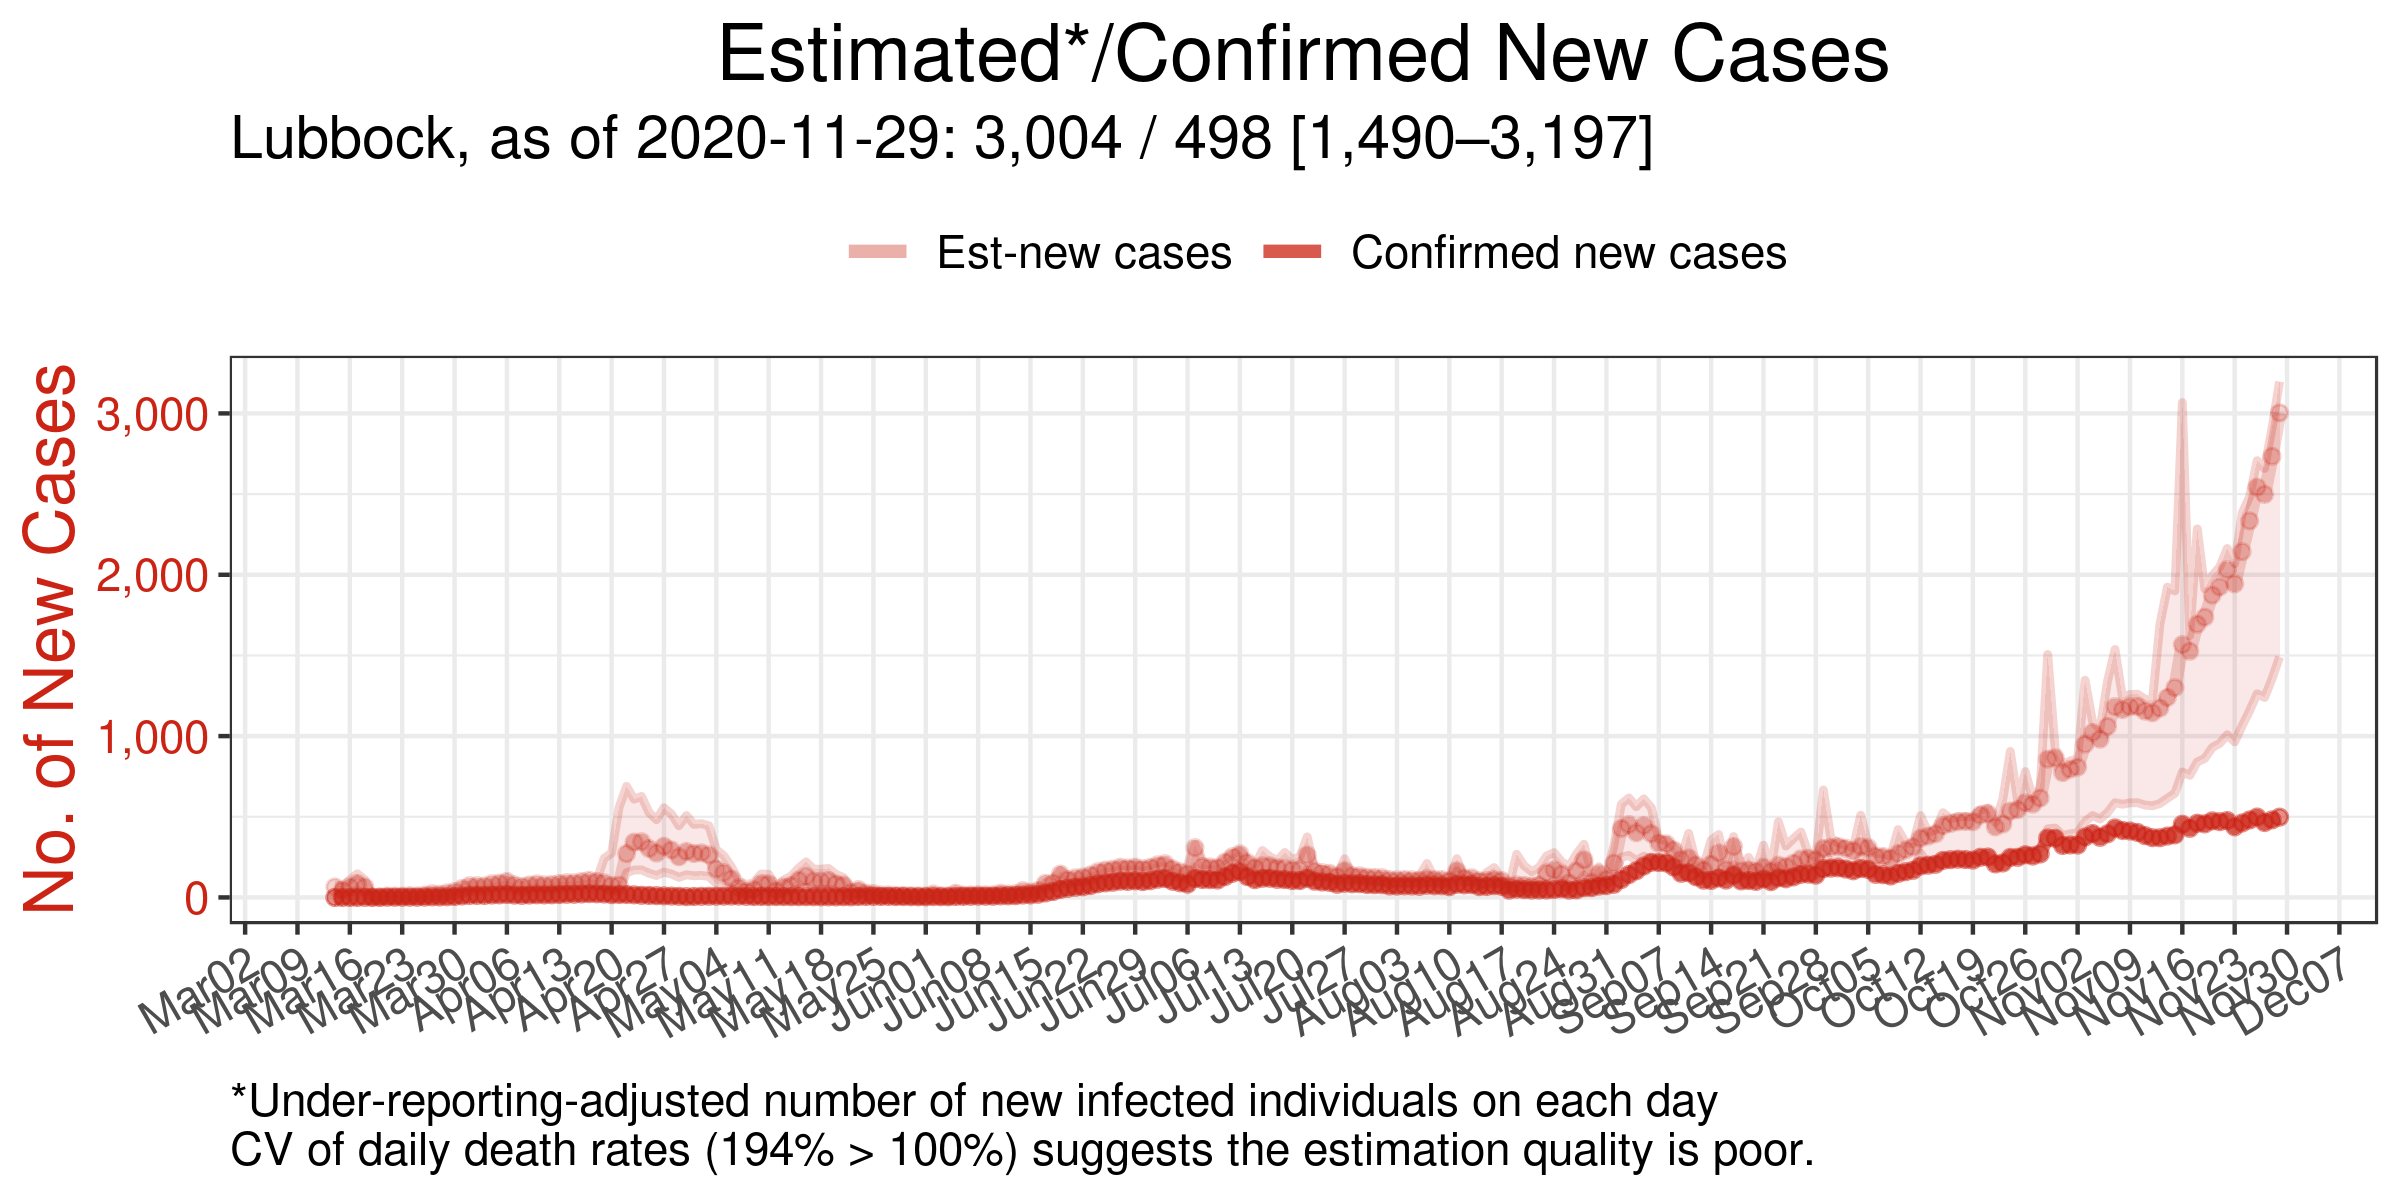 Estimated*/Confirmed New Cases
Lubbock, as of 2020-11-29: 3,004 / 498 [1,490–3,197]
Est-new cases
Confirmed new cases
No. of New Cases
3,000
2,000
1,000
0
Mar02
Mar09
Mar16
Mar23
Mar30
Apr06
Apr13
Apr20
Apr27
May04
May11
May18
May25
Jun01
Jun08
Jun15
Jun22
Jun29
Jul06
Jul13
Jul20
Jul27
Aug03
Aug10
Aug17
Aug24
Aug31
Sep07
Sep14
Sep21
Sep28
Oct05
Oct12
Oct19
Oct26
Nov02
Nov09
Nov16
Nov23
Nov30
Dec07
*Under-reporting-adjusted number of new infected individuals on each day
CV of daily death rates (194% > 100%) suggests the estimation quality is poor.